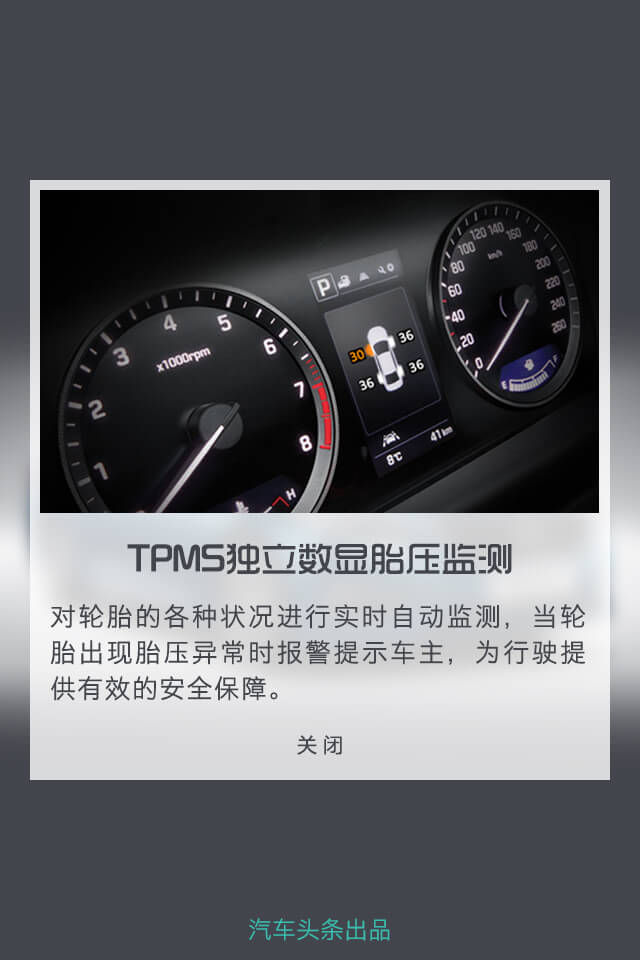 120 140
100
160
80
km/h
180
60
200
40
220
20
240
0
260
E
F
P
4
5
3
6
x1000rpm
2
7
1
8
H
30
36
36
36
8℃
41 km
TPMS独立数显胎压监测
对轮胎的各种状况进行实时自动监测，当轮
胎出现胎压异常时报警提示车主，为行驶提
供有效的安全保障。
关闭
汽车头条出品